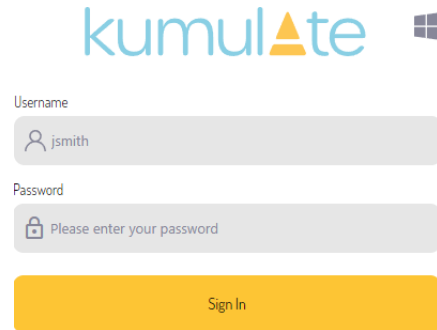 kumulate
Username
jsmith
Password
Please enter your password
Sign In